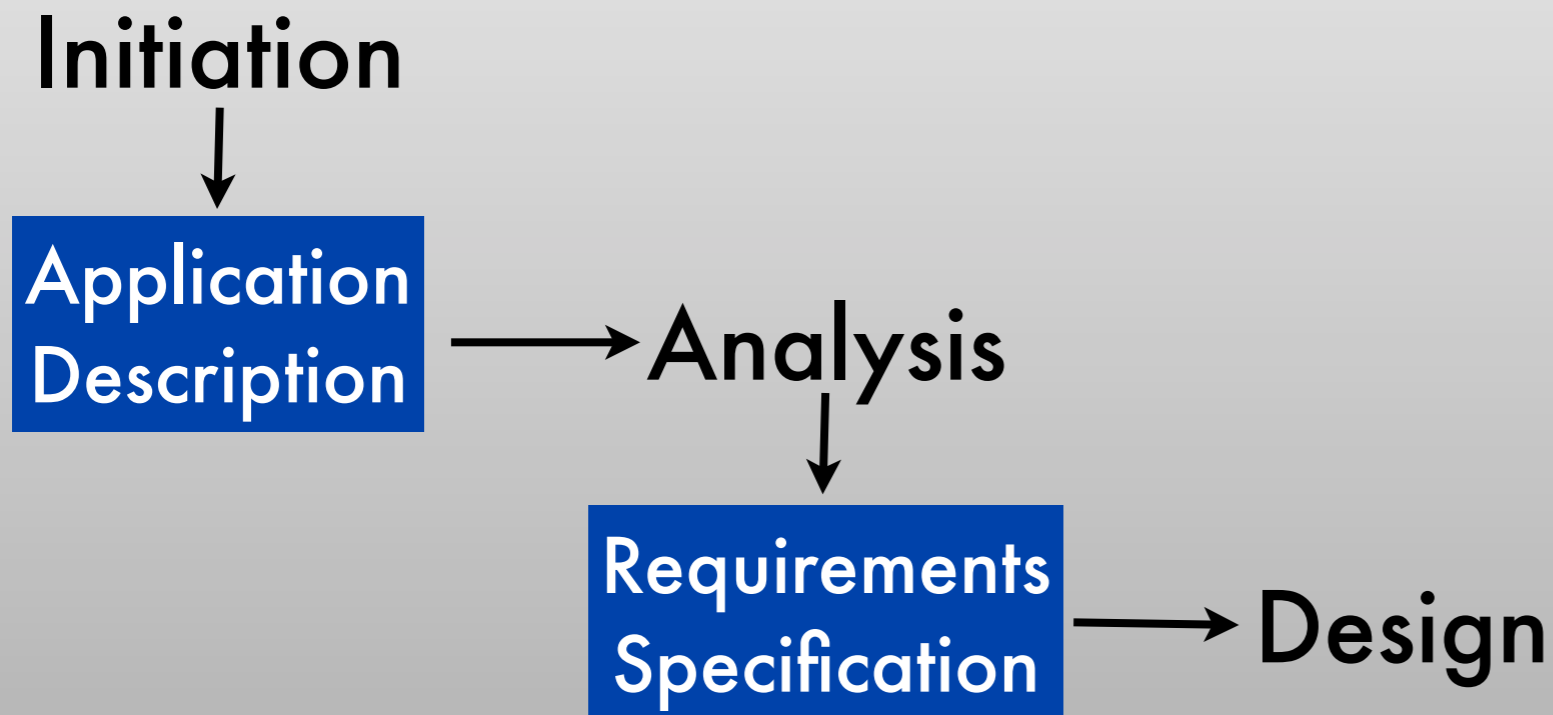 Initiation
Application
Description
Analysis
Requirements
Specification
Design